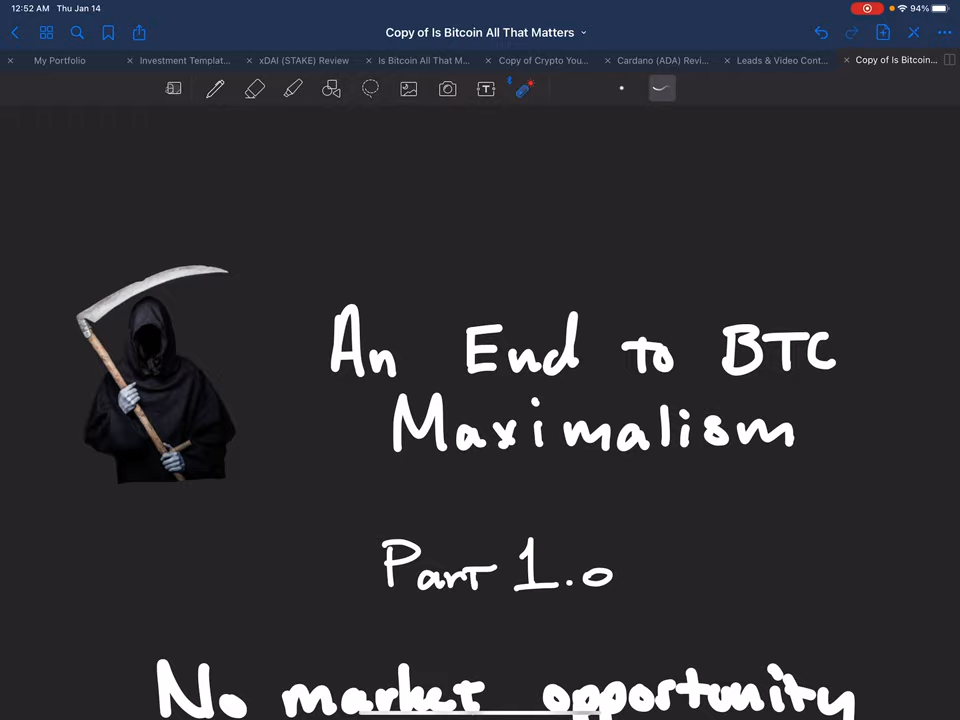 12:52 AM Thu Jan 14
94%
Copy of Is Bitcoin All That Matters
My Portfolio
Investment Templat...
xDAI (STAKE) Review
Is Bitcoin All That M...
Copy of Crypto You...
Cardano (ADA) Revi...
Leads & Video Cont...
Copy of Is Bitcoin...
T
An End to BTC
Maximalism
Part 1.0
No market opportunity